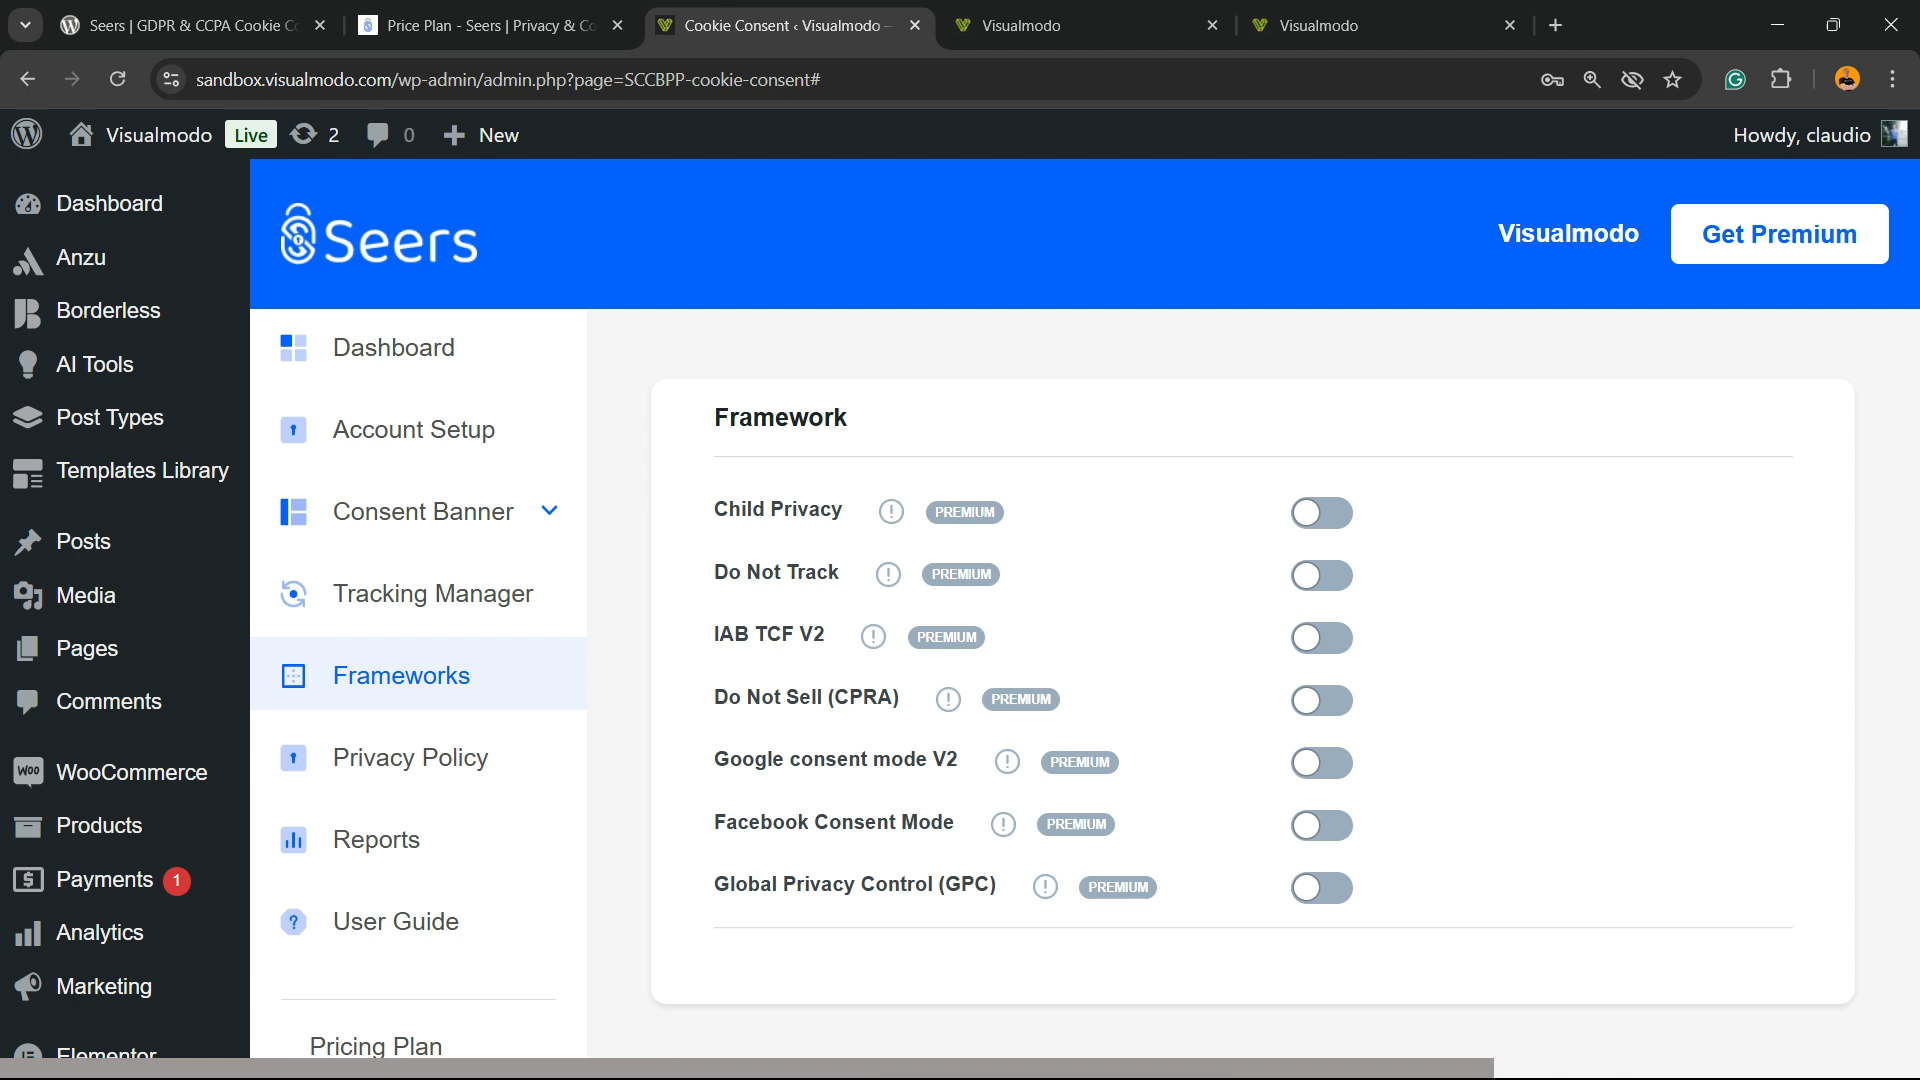 Seers | GDPR & CCPA Cookie Co
Price Plan - Seers | Privacy & Co
Cookie Consent ‹ Visualmodo —
Visualmodo
Visualmodo
sandbox.visualmodo.com/wp-admin/admin.php?page=SCCBPP-cookie-consent#
Visualmodo
Live
2
0
New
Howdy, claudio
Dashboard
Anzu
Borderless
AI Tools
Post Types
Templates Library
Posts
Media
Pages
Comments
WOO
WooCommerce
Products
Payments 1
Analytics
Marketing
Elementor
Seers
Visualmodo
Get Premium
Dashboard
Account Setup
Consent Banner
Tracking Manager
Frameworks
Privacy Policy
Reports
User Guide
Pricing Plan
Framework
Child Privacy ! PREMIUM
Do Not Track ! PREMIUM
IAB TCF V2 ! PREMIUM
Do Not Sell (CPRA) ! PREMIUM
Google consent mode V2 ! PREMIUM
Facebook Consent Mode ! PREMIUM
Global Privacy Control (GPC) ! PREMIUM